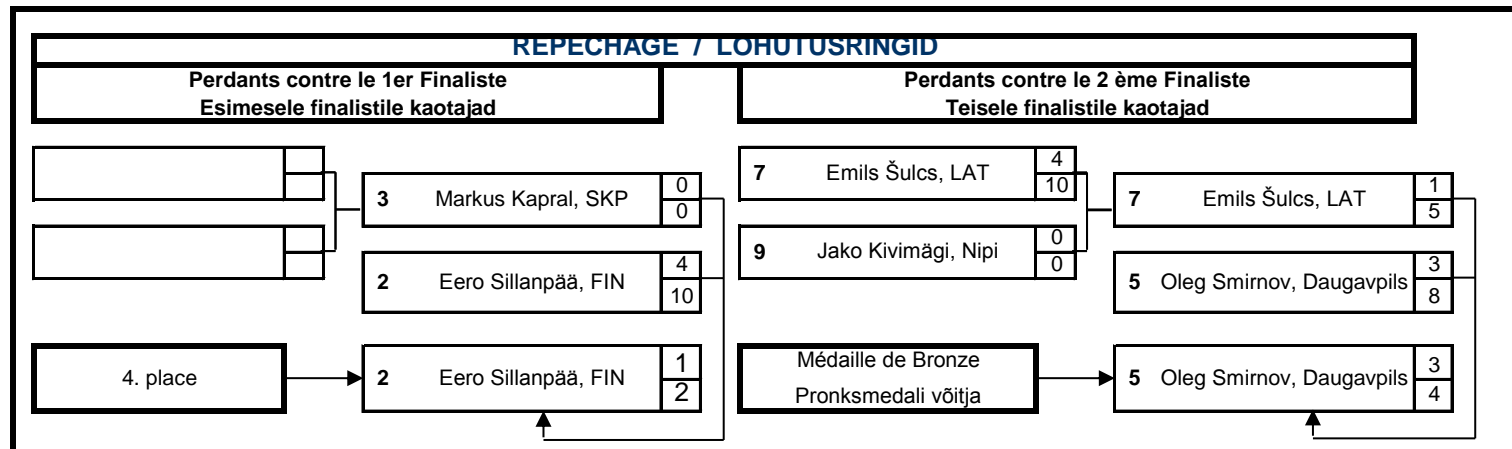 REPECHAGE / LOHUTUSRINGID
Perdants contre le 1er Finaliste
Esimesele finalistile kaotajad
Perdants contre le 2 ème Finaliste
Teisele finalistile kaotajad
3 Markus Kapral, SKP 0
0
2 Eero Sillanpää, FIN 4
10
7 Emils Šulcs, LAT 4
10
9 Jako Kivimägi, Nipi 0
0
7 Emils Šulcs, LAT 1
5
5 Oleg Smirnov, Daugavpils 3
8
4. place
2 Eero Sillanpää, FIN 1
2
Médaille de Bronze
Pronksmedali võitja
5 Oleg Smirnov, Daugavpils 3
4